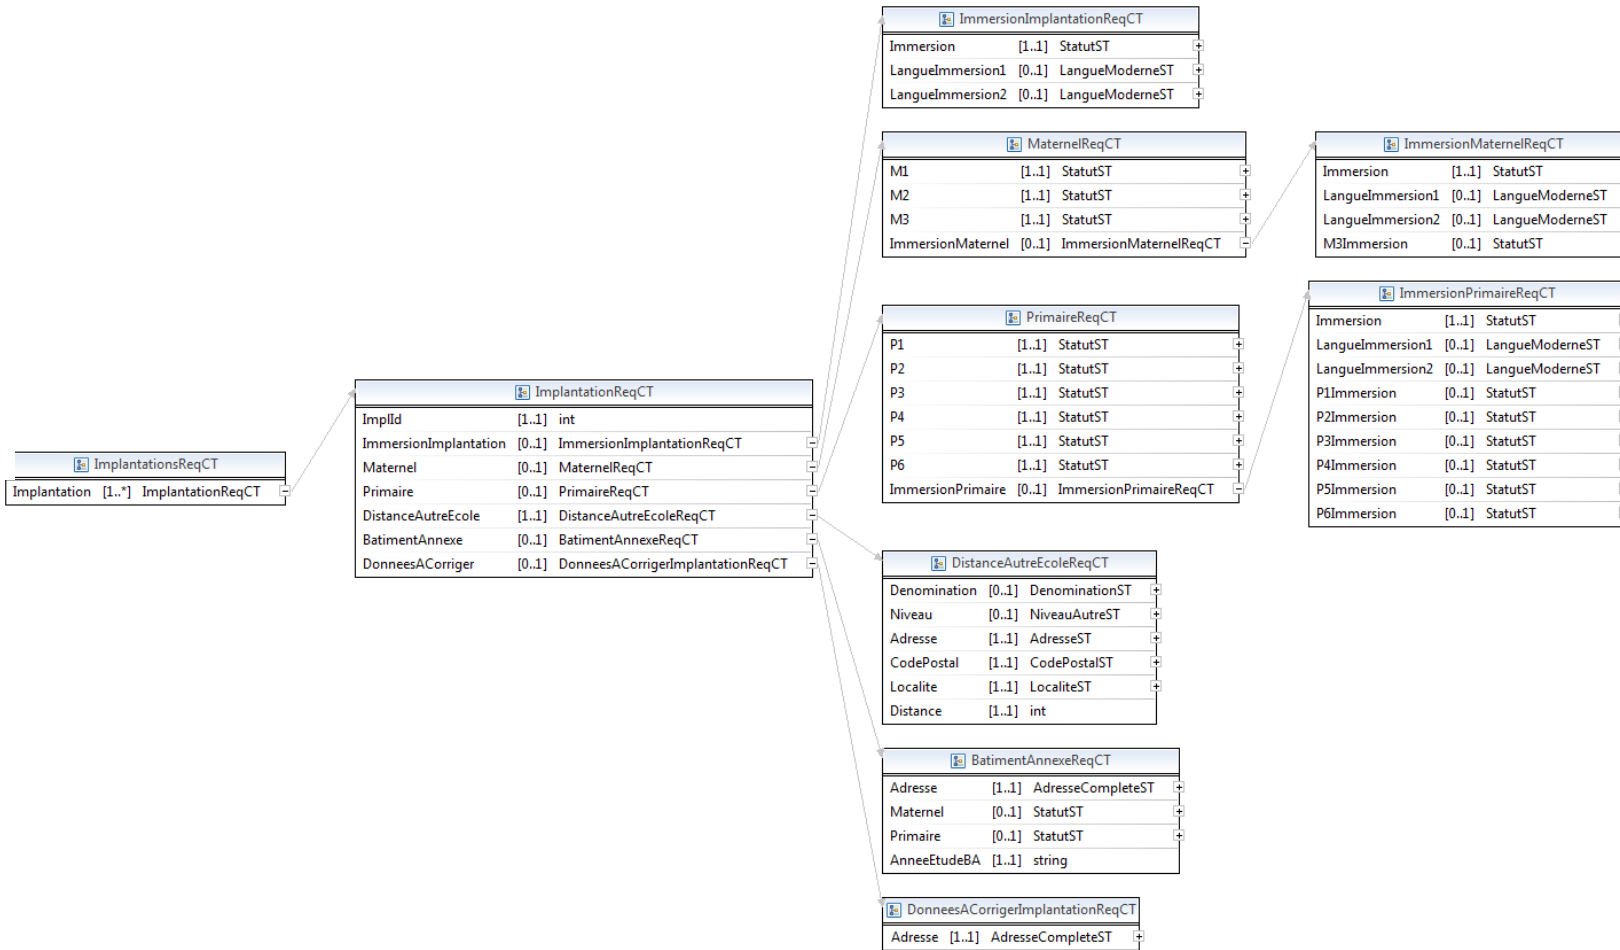 ImmersionImplantationReqCT
Immersion [1..1] StatutST
LangueImmersion1 [0..1] LangueModerneST
LangueImmersion2 [0..1] LangueModerneST
MaternelReqCT
M1 [1..1] StatutST
M2 [1..1] StatutST
M3 [1..1] StatutST
ImmersionMaternel [0..1] ImmersionMaternelReqCT
ImmersionMaternelReqCT
Immersion [1..1] StatutST
LangueImmersion1 [0..1] LangueModerneST
LangueImmersion2 [0..1] LangueModerneST
M3Immersion [0..1] StatutST
PrimaireReqCT
P1 [1..1] StatutST
P2 [1..1] StatutST
P3 [1..1] StatutST
P4 [1..1] StatutST
P5 [1..1] StatutST
P6 [1..1] StatutST
ImmersionPrimaire [0..1] ImmersionPrimaireReqCT
ImmersionPrimaireReqCT
Immersion [1..1] StatutST
LangueImmersion1 [0..1] LangueModerneST
LangueImmersion2 [0..1] LangueModerneST
P1Immersion [0..1] StatutST
P2Immersion [0..1] StatutST
P3Immersion [0..1] StatutST
P4Immersion [0..1] StatutST
P5Immersion [0..1] StatutST
P6Immersion [0..1] StatutST
ImplantationsReqCT
Implantation [1..*] ImplantationReqCT
ImplantationReqCT
ImplId [1..1] int
ImmersionImplantation [0..1] ImmersionImplantationReqCT
Maternel [0..1] MaternelReqCT
Primaire [0..1] PrimaireReqCT
DistanceAutreEcole [1..1] DistanceAutreEcoleReqCT
BatimentAnnexe [0..1] BatimentAnnexeReqCT
DonneesACorriger [0..1] DonneesACorrigerImplantationReqCT
DistanceAutreEcoleReqCT
Denomination [0..1] DenominationST
Niveau [0..1] NiveauAutreST
Adresse [1..1] AdresseST
CodePostal [1..1] CodePostalST
Localite [1..1] LocaliteST
Distance [1..1] int
BatimentAnnexeReqCT
Adresse [1..1] AdresseCompleteST
Maternel [0..1] StatutST
Primaire [0..1] StatutST
AnneeEtudeBA [1..1] string
DonneesACorrigerImplantationReqCT
Adresse [1..1] AdresseCompleteST